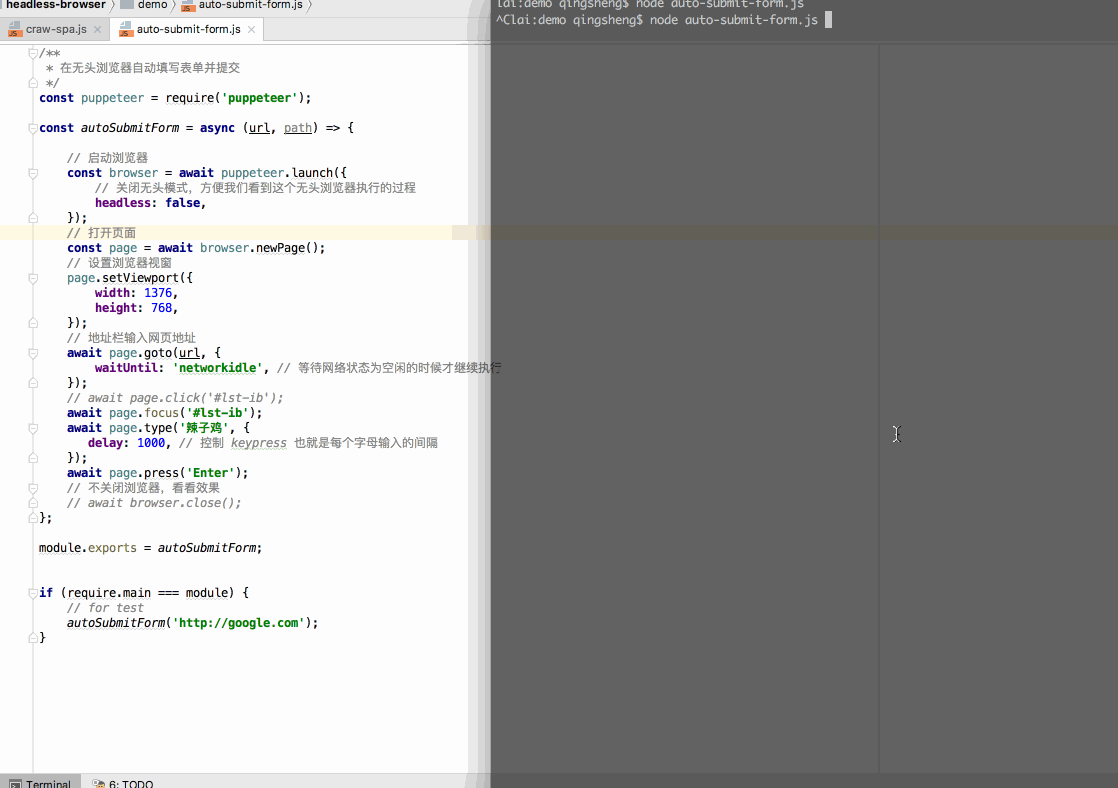 headless-browser demo auto-submit-form.js
craw-spa.js auto-submit-form.js
/**
 * 在无头浏览器自动填写表单并提交
 */
const puppeteer = require('puppeteer');
const autoSubmitForm = async (url, path) => {
// 启动浏览器
const browser = await puppeteer.launch({
// 关闭无头模式，方便我们看到这个无头浏览器执行的过程
headless: false,
});
// 打开页面
const page = await browser.newPage();
// 设置浏览器视窗
page.setViewport({
width: 1376,
height: 768,
});
// 地址栏输入网页地址
await page.goto(url, {
waitUntil: 'networkidle', // 等待网络状态为空闲的时候才继续执行
});
// await page.click('#lst-ib');
await page.focus('#lst-ib');
await page.type('辣子鸡', {
delay: 1000, // 控制 keypress 也就是每个字母输入的间隔
});
await page.press('Enter');
// 不关闭浏览器，看看效果
// await browser.close();
};
module.exports = autoSubmitForm;
if (require.main === module) {
// for test
autoSubmitForm('http://google.com');
}
Terminal 6: TODO
lai:demo qingsheng$ node auto-submit-form.js
^Clai:demo qingsheng$ node auto-submit-form.js